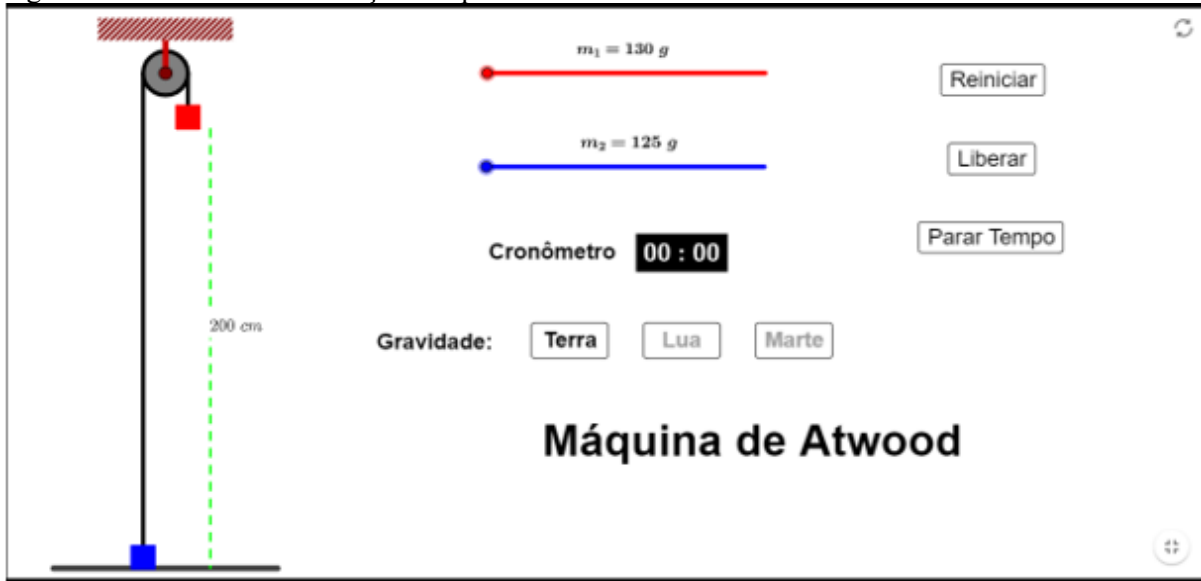 m₁ = 130 g
Reiniciar
m₂ = 125 g
Liberar
Cronômetro 00 : 00
Parar Tempo
200 cm
Gravidade: Terra Lua Marte
Máquina de Atwood